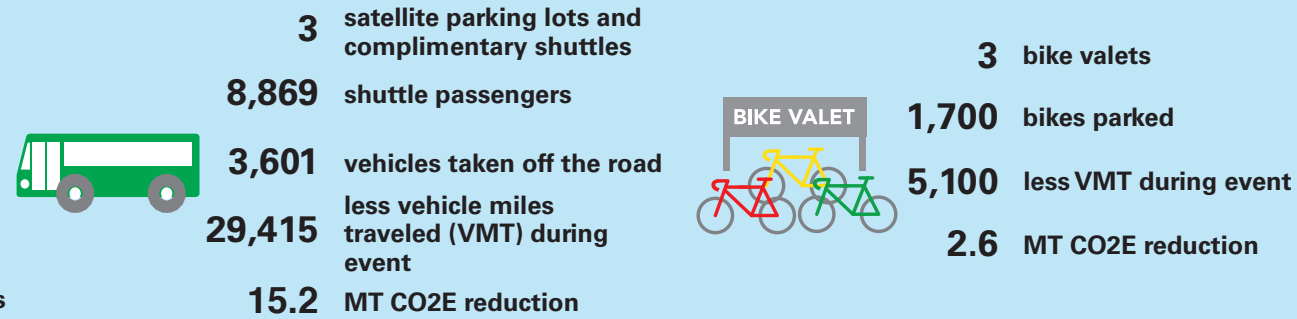 3 satellite parking lots and
complimentary shuttles
8,869 shuttle passengers
3,601 vehicles taken off the road
29,415 less vehicle miles
traveled (VMT) during
event
s
15.2 MT CO2E reduction
BIKE VALET
3 bike valets
1,700 bikes parked
5,100 less VMT during event
2.6 MT CO2E reduction